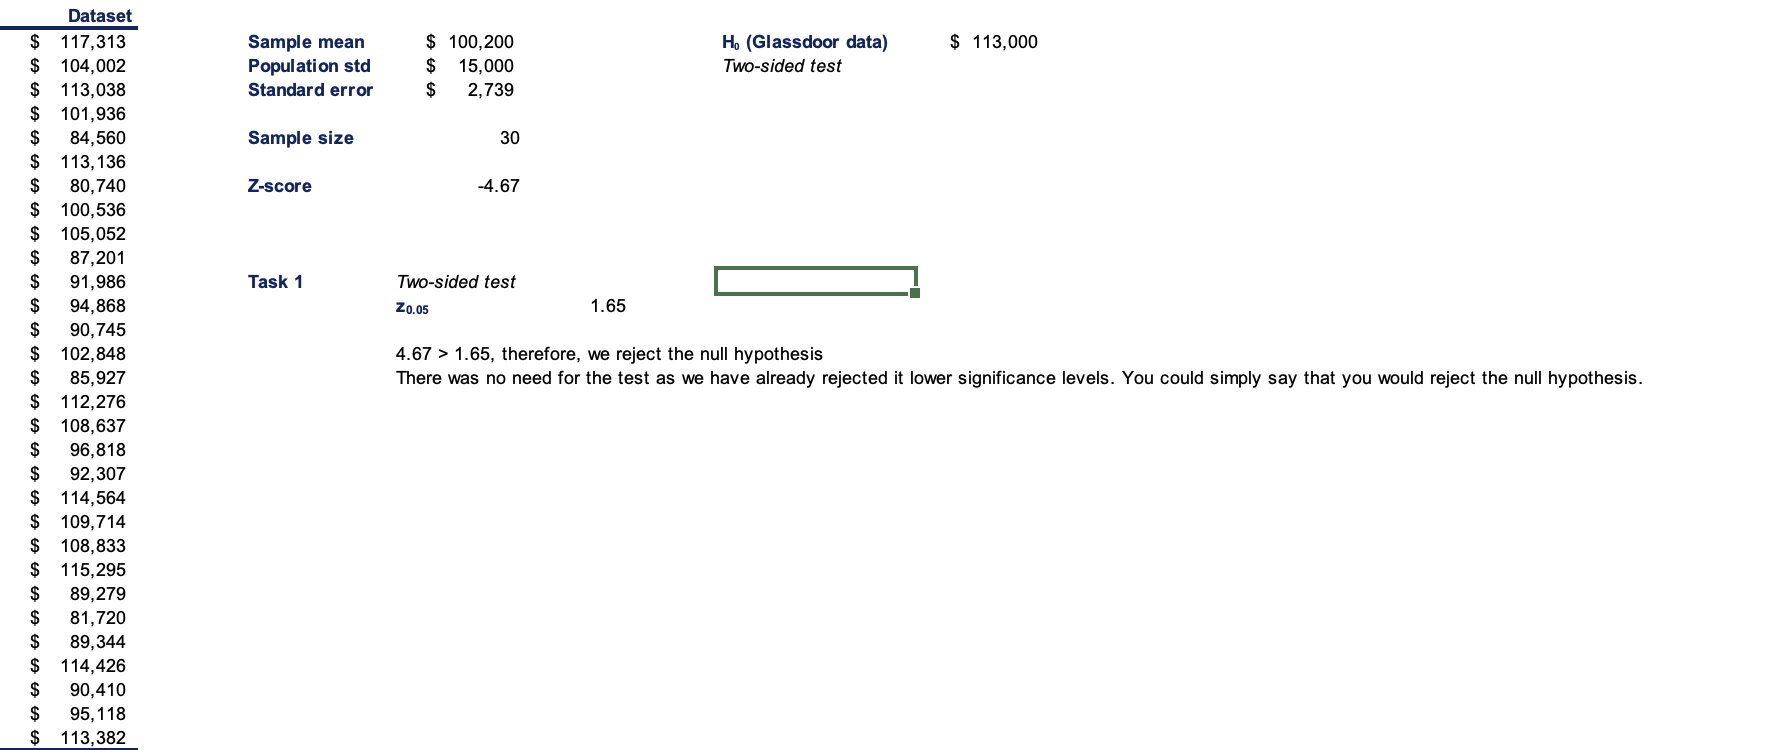 Dataset
$ 117,313 Sample mean $ 100,200 H₀ (Glassdoor data) $ 113,000
$ 104,002 Population std $ 15,000 Two-sided test
$ 113,038 Standard error $ 2,739
$ 101,936
$ 84,560 Sample size 30
$ 113,136
$ 80,740 Z-score -4.67
$ 100,536
$ 105,052
$ 87,201
$ 91,986 Task 1 Two-sided test
$ 94,868 z0.05 1.65
$ 90,745
$ 102,848 4.67 > 1.65, therefore, we reject the null hypothesis
$ 85,927 There was no need for the test as we have already rejected it lower significance levels. You could simply say that you would reject the null hypothesis.
$ 112,276
$ 108,637
$ 96,818
$ 92,307
$ 114,564
$ 109,714
$ 108,833
$ 115,295
$ 89,279
$ 81,720
$ 89,344
$ 114,426
$ 90,410
$ 95,118
$ 113,382